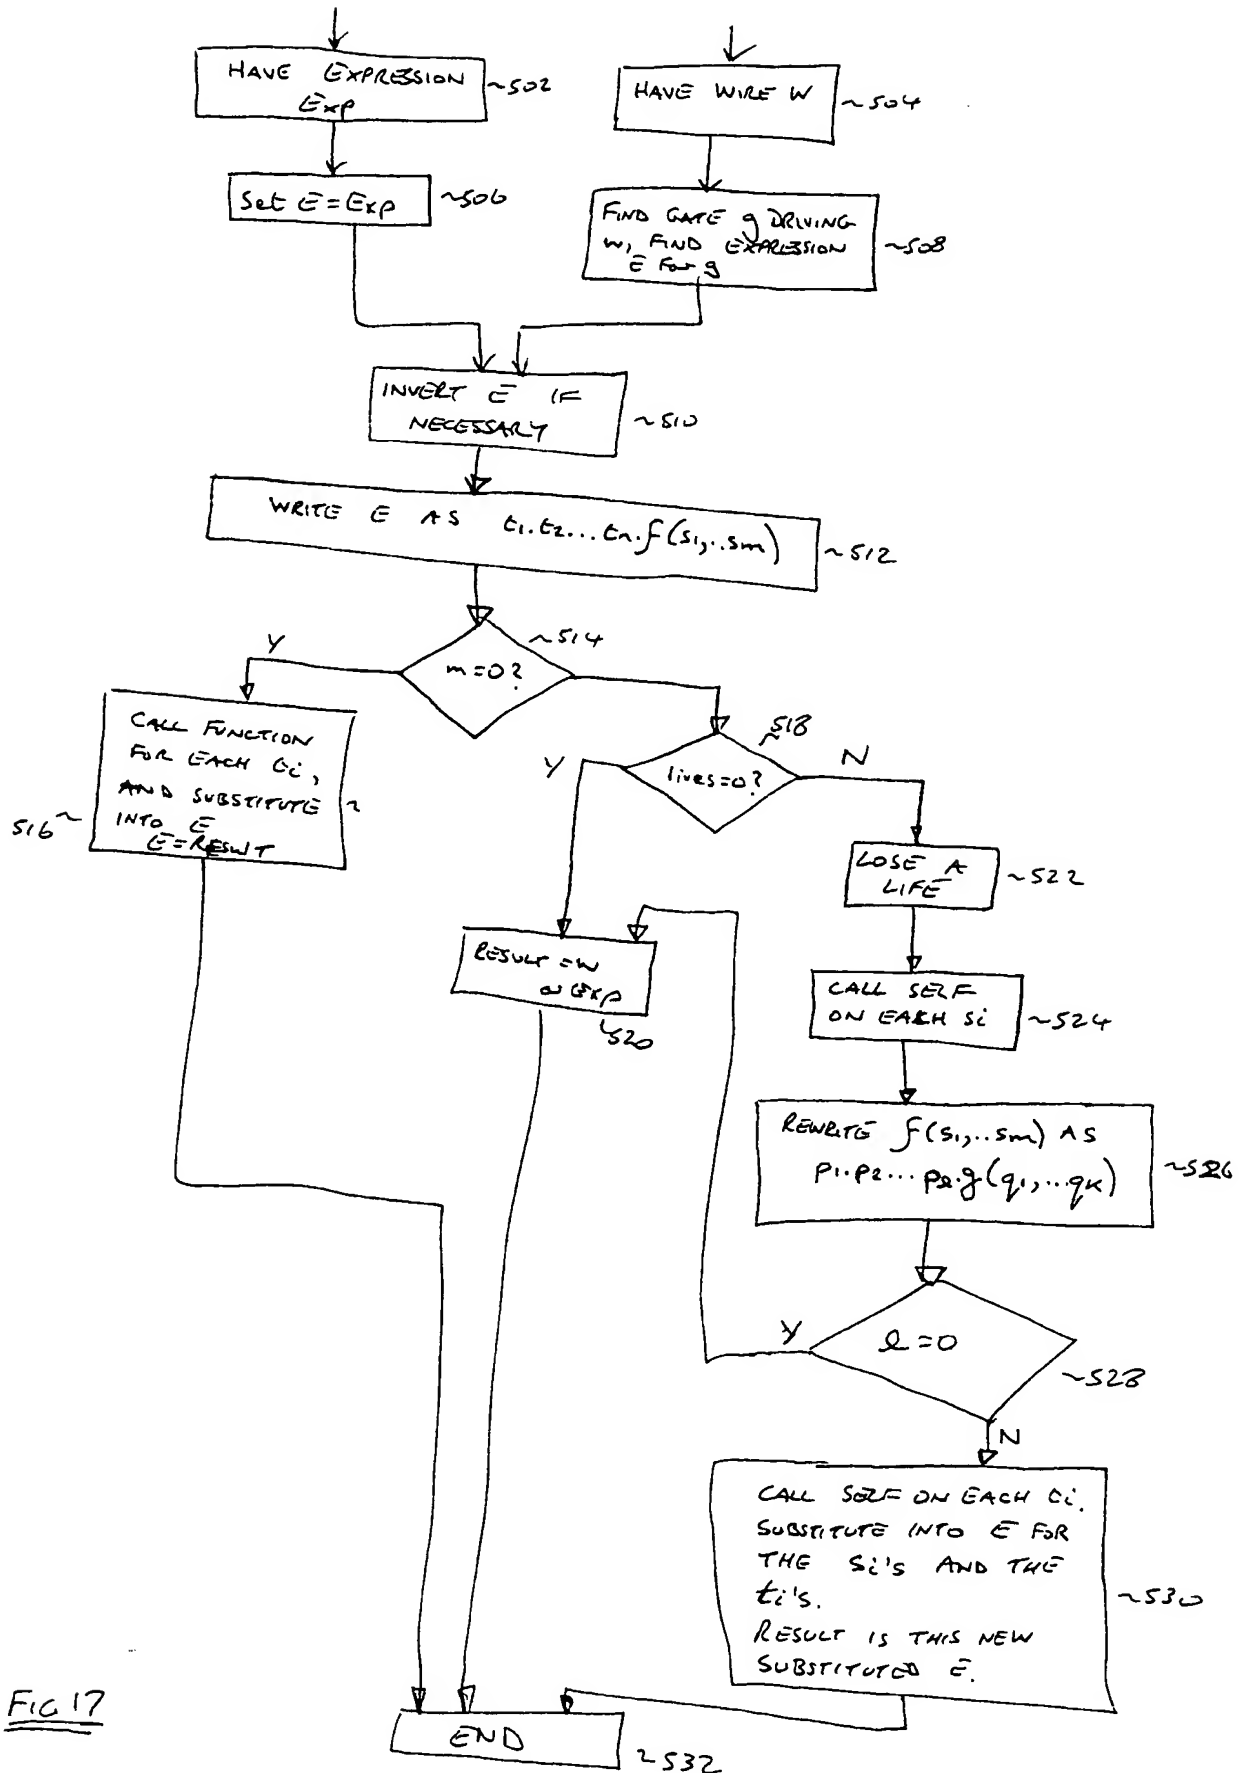 HAVE EXPRESSION
Exp
~502
HAVE WIRE W
~504
Set E=Exp
~506
FIND GATE g DRIVING
W, FIND EXPRESSION
E For g
~508
INVERT E IF
NECESSARY
~510
WRITE E AS t1.t2...tn.f(s1,..sm)
~512
~514
Y
m=0?
~518
CALL FUNCTION
FOR EACH ti,
AND SUBSTITUTE
INTO E
E=RESULT
516~
Y
lives=0?
N
LOSE A
LIFE
~522
RESULT = W
or Exp
~520
CALL SELF
ON EACH si
~524
REWRITE f(s1,..sm) AS
p1.p2...pl.g(q1,...qk)
~526
Y
l=0
~528
N
CALL SELF ON EACH ti.
SUBSTITUTE INTO E FOR
THE si's AND THE
ti's.
RESULT IS THIS NEW
SUBSTITUTED E.
~530
FIG 17
END
~532